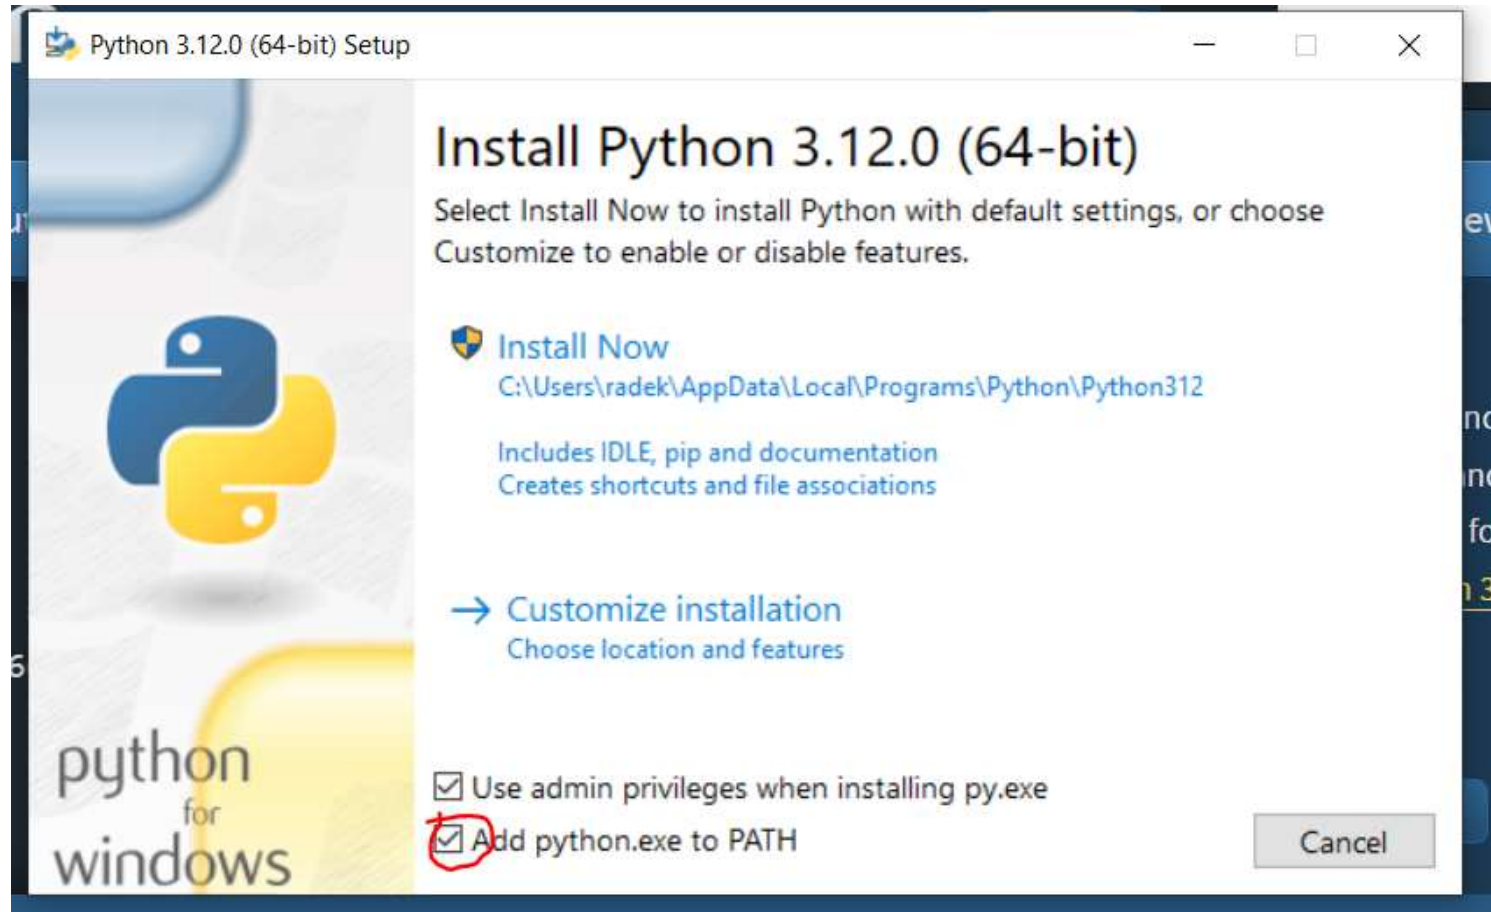 Python 3.12.0 (64-bit) Setup
Install Python 3.12.0 (64-bit)
Select Install Now to install Python with default settings, or choose
Customize to enable or disable features.
Install Now
C:\Users\radek\AppData\Local\Programs\Python\Python312
Includes IDLE, pip and documentation
Creates shortcuts and file associations
Customize installation
Choose location and features
python
for
windows
Use admin privileges when installing py.exe
Add python.exe to PATH
Cancel